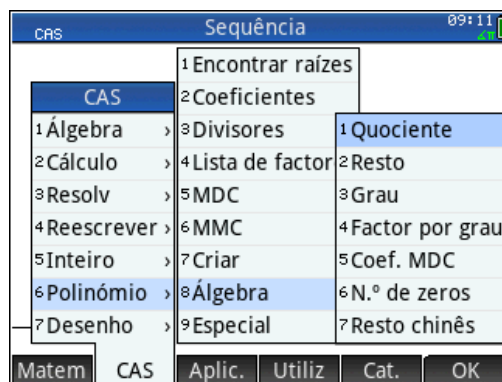 CAS Sequência 09:11
CAS
1 Álgebra ›
2 Cálculo ›
3 Resolv ›
4 Reescrever ›
5 Inteiro ›
6 Polinómio ›
7 Desenho ›
1 Encontrar raízes
2 Coeficientes
3 Divisores
4 Lista de factor
5 MDC
6 MMC
7 Criar
8 Álgebra
9 Especial
1 Quociente
2 Resto
3 Grau
4 Factor por grau
5 Coef. MDC
6 N.º de zeros
7 Resto chinês
Matem CAS Aplic. Utiliz Cat. OK